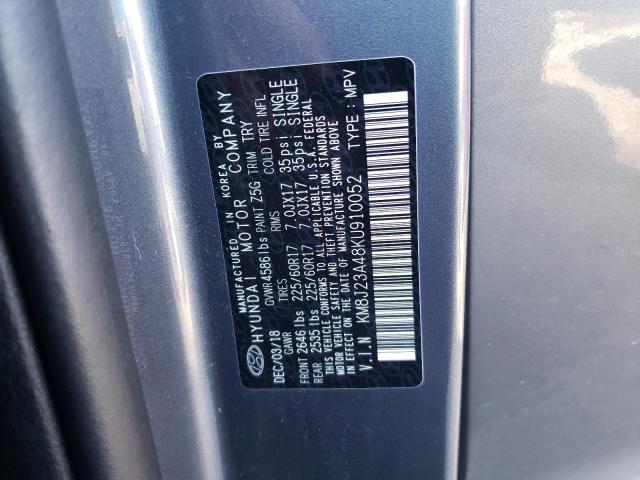 MANUFACTURED IN KOREA BY
HYUNDAI MOTOR COMPANY
DEC/03/18 GVWR 4586 lbs PAINT Z5G TRIM TRY
GAWR TIRES RIMS COLD TIRE INFL
FRONT 2646 lbs 225/60R17 7.0JX17 35psi SINGLE
REAR 2535 lbs 225/60R17 7.0JX17 35psi SINGLE
THIS VEHICLE CONFORMS TO ALL APPLICABLE U.S.A. FEDERAL
MOTOR VEHICLE SAFETY AND THEFT PREVENTION STANDARDS
IN EFFECT ON THE DATE OF MANUFACTURE SHOWN ABOVE.
V.I.N KM8J23A48KU910052 TYPE : MPV